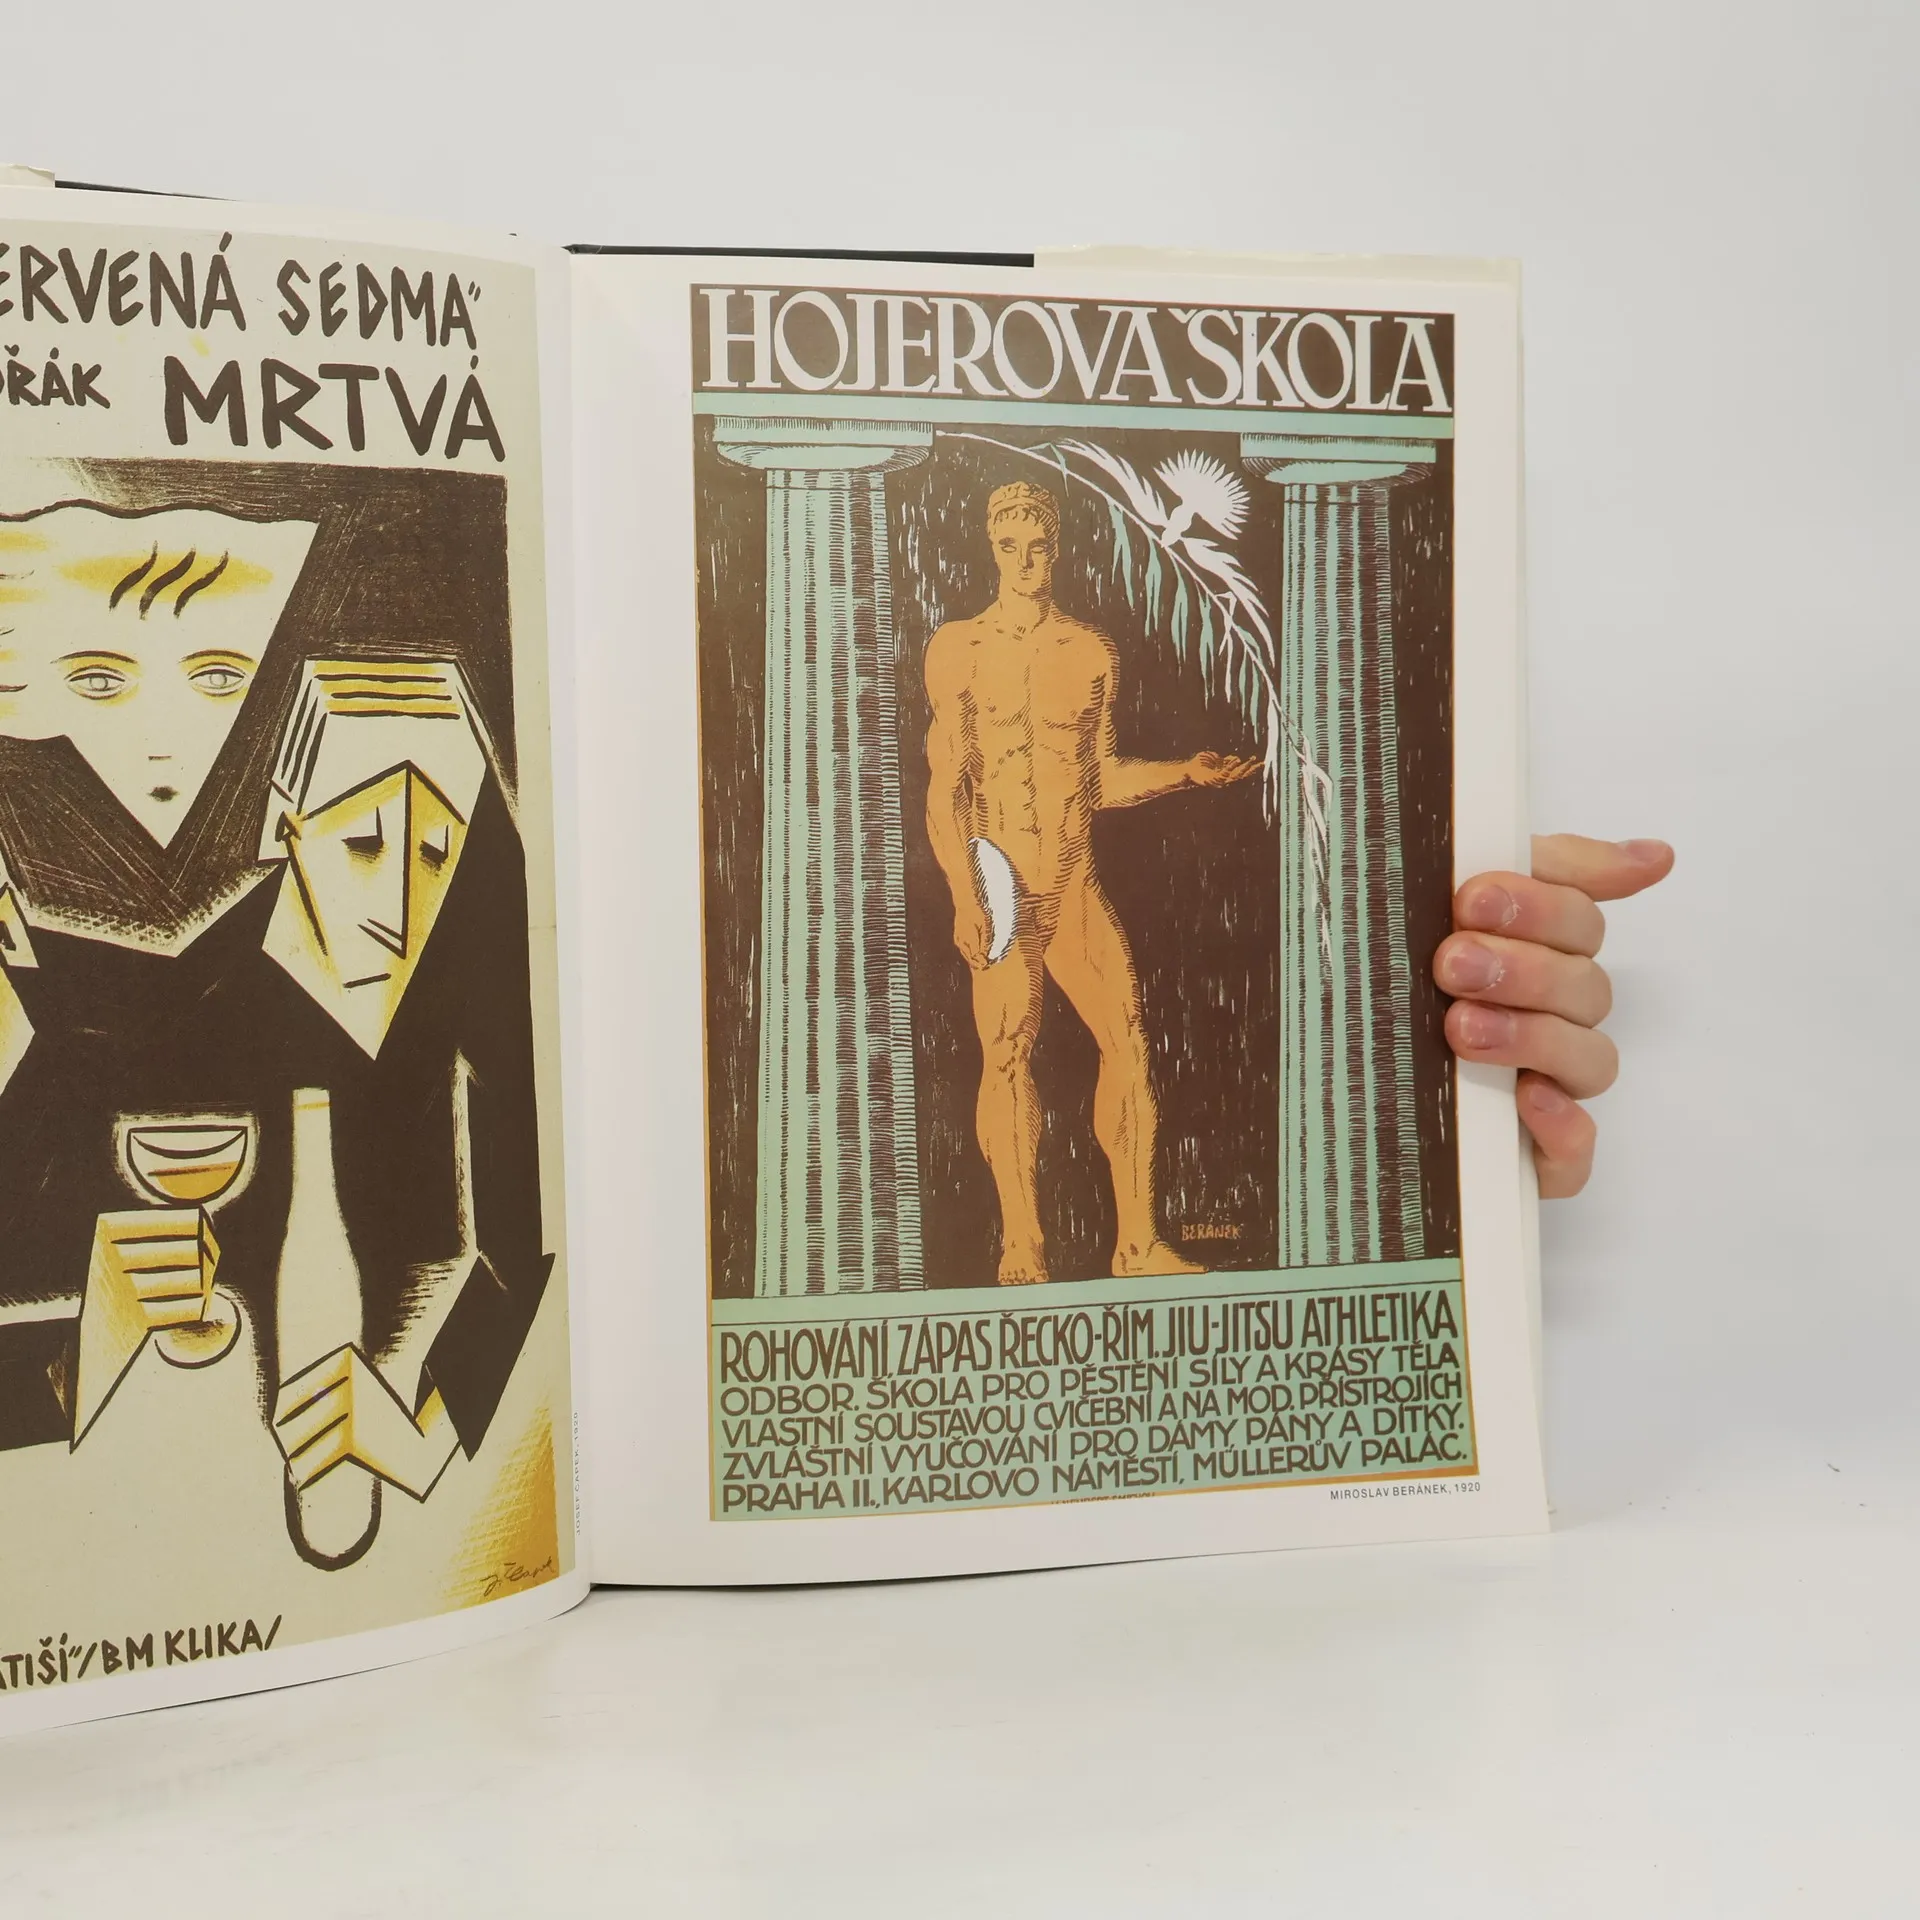 ERVENÁ SEDMA"
OŘÁK MRTVÁ
JOSEF ČAPEK, 1920
J. Čapek
ATIŠÍ"/BM KLIKA/
HOJEROVA ŠKOLA
BERÁNEK
ROHOVÁNÍ, ZÁPAS ŘECKO-ŘÍM. JIU-JITSU ATHLETIKA
ODBOR. ŠKOLA PRO PĚSTĚNÍ SÍLY A KRÁSY TĚLA
VLASTNÍ SOUSTAVOU CVIČEBNÍ A NA MOD. PŘÍSTROJÍCH
ZVLÁŠTNÍ VYUČOVÁNÍ PRO DÁMY PÁNY A DÍTKY.
PRAHA II., KARLOVO NÁMĚSTÍ, MÜLLERŮV PALÁC.
MIROSLAV BERÁNEK, 1920